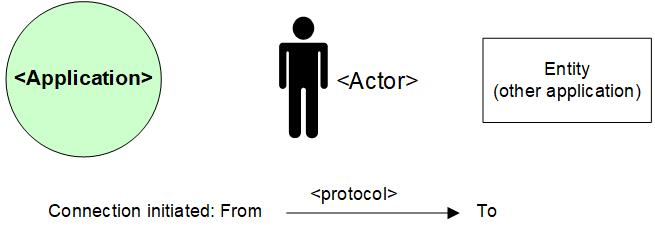 <Application>
<Actor>
Entity
(other application)
<protocol>
Connection initiated: From
To